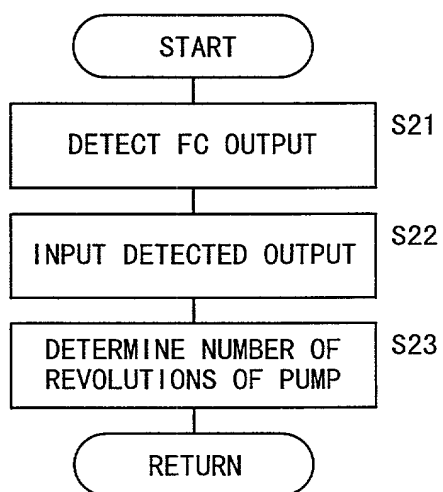 START
DETECT FC OUTPUT
S21
INPUT DETECTED OUTPUT
S22
DETERMINE NUMBER OF
REVOLUTIONS OF PUMP
S23
RETURN